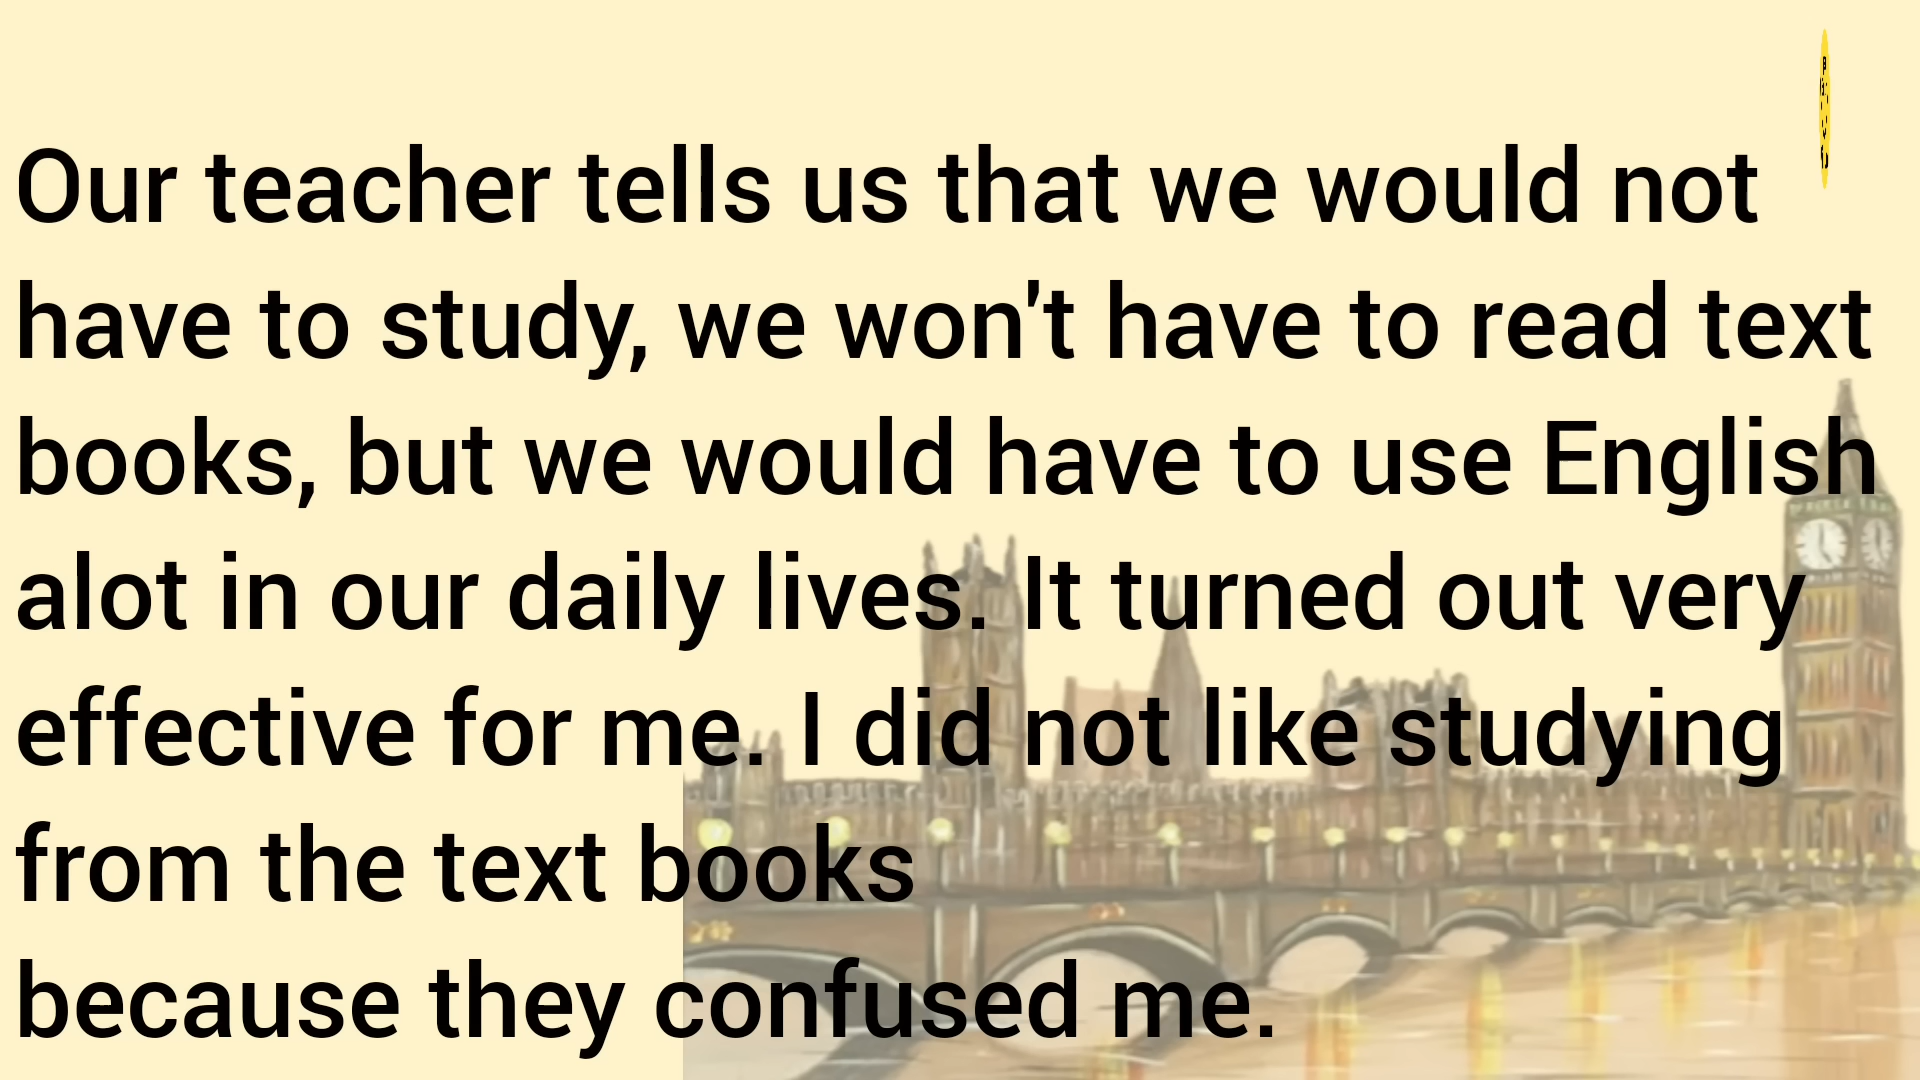 Our teacher tells us that we would not
have to study, we won't have to read text
books, but we would have to use English
alot in our daily lives. It turned out very
effective for me. I did not like studying
from the text books
because they confused me.